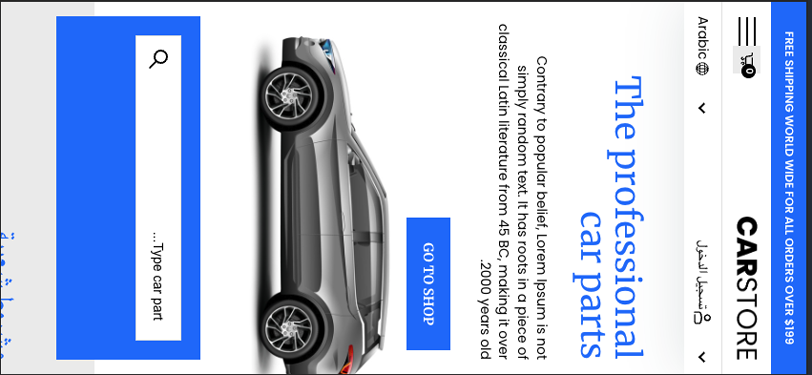 FREE SHIPPING WORLD WIDE FOR ALL ORDERS OVER $199
0
CARSTORE
Arabic
تسجيل الدخول
The professional
car parts
Contrary to popular belief, Lorem Ipsum is not
simply random text. It has roots in a piece of
classical Latin literature from 45 BC, making it over
.2000 years old
GO TO SHOP
...Type car part